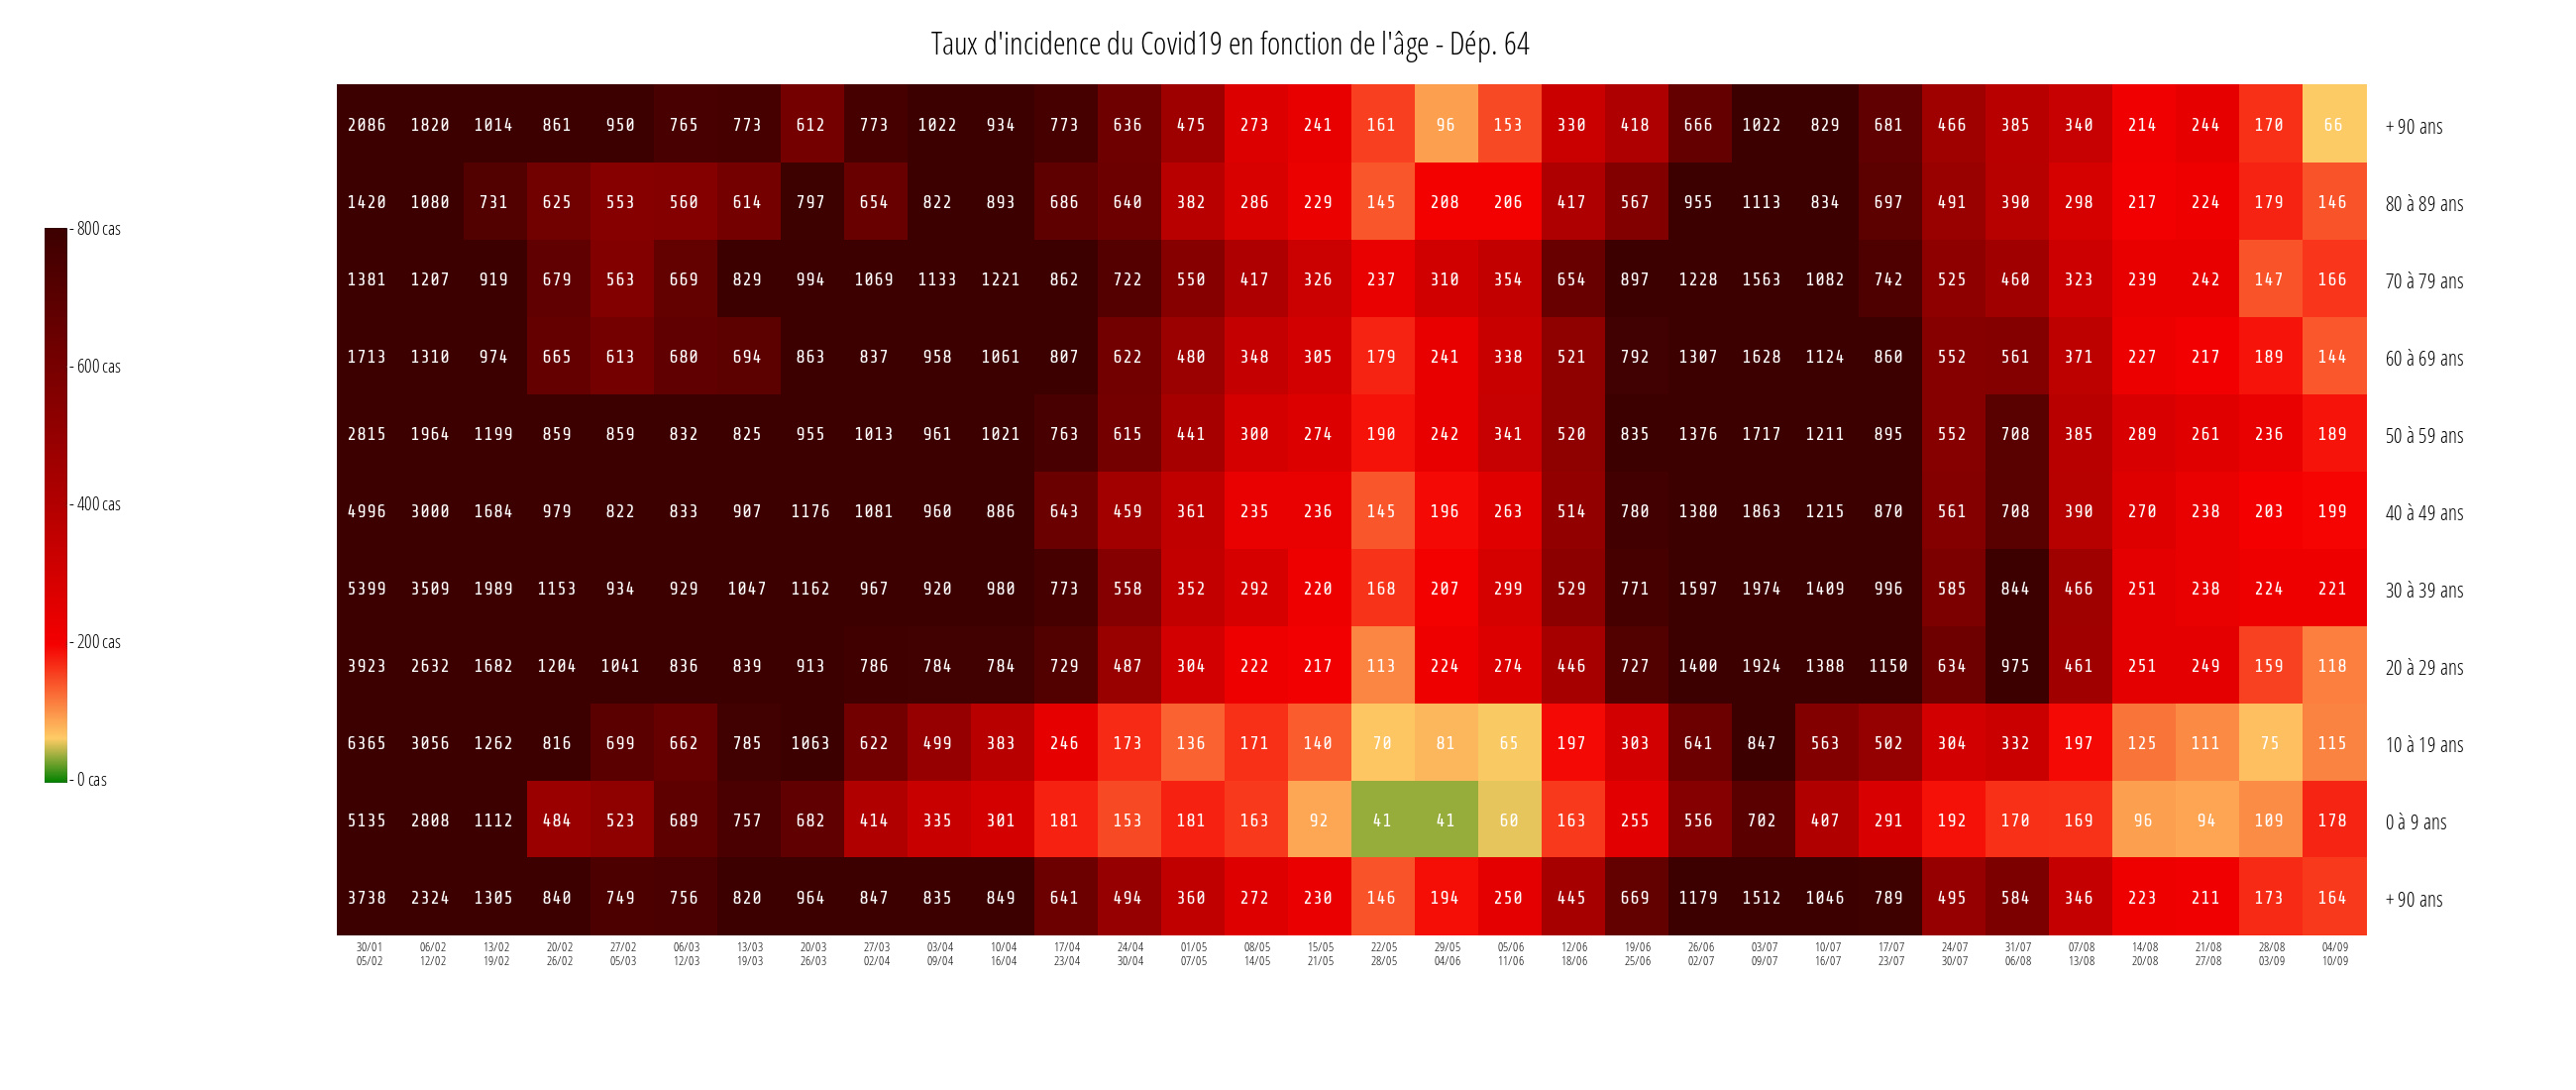 Taux d'incidence du Covid19 en fonction de l'âge - Dép. 64
- 800 cas
- 600 cas
- 400 cas
- 200 cas
- 0 cas
2086 1820 1014 861 950 765 773 612 773 1022 934 773 636 475 273 241 161 96 153 330 418 666 1022 829 681 466 385 340 214 244 170 66 + 90 ans
1420 1080 731 625 553 560 614 797 654 822 893 686 640 382 286 229 145 208 206 417 567 955 1113 834 697 491 390 298 217 224 179 146 80 à 89 ans
1381 1207 919 679 563 669 829 994 1069 1133 1221 862 722 550 417 326 237 310 354 654 897 1228 1563 1082 742 525 460 323 239 242 147 166 70 à 79 ans
1713 1310 974 665 613 680 694 863 837 958 1061 807 622 480 348 305 179 241 338 521 792 1307 1628 1124 860 552 561 371 227 217 189 144 60 à 69 ans
2815 1964 1199 859 859 832 825 955 1013 961 1021 763 615 441 300 274 190 242 341 520 835 1376 1717 1211 895 552 708 385 289 261 236 189 50 à 59 ans
4996 3000 1684 979 822 833 907 1176 1081 960 886 643 459 361 235 236 145 196 263 514 780 1380 1863 1215 870 561 708 390 270 238 203 199 40 à 49 ans
5399 3509 1989 1153 934 929 1047 1162 967 920 980 773 558 352 292 220 168 207 299 529 771 1597 1974 1409 996 585 844 466 251 238 224 221 30 à 39 ans
3923 2632 1682 1204 1041 836 839 913 786 784 784 729 487 304 222 217 113 224 274 446 727 1400 1924 1388 1150 634 975 461 251 249 159 118 20 à 29 ans
6365 3056 1262 816 699 662 785 1063 622 499 383 246 173 136 171 140 70 81 65 197 303 641 847 563 502 304 332 197 125 111 75 115 10 à 19 ans
5135 2808 1112 484 523 689 757 682 414 335 301 181 153 181 163 92 41 41 60 163 255 556 702 407 291 192 170 169 96 94 109 178 0 à 9 ans
3738 2324 1305 840 749 756 820 964 847 835 849 641 494 360 272 230 146 194 250 445 669 1179 1512 1046 789 495 584 346 223 211 173 164 + 90 ans
30/01 06/02 13/02 20/02 27/02 06/03 13/03 20/03 27/03 03/04 10/04 17/04 24/04 01/05 08/05 15/05 22/05 29/05 05/06 12/06 19/06 26/06 03/07 10/07 17/07 24/07 31/07 07/08 14/08 21/08 28/08 04/09
05/02 12/02 19/02 26/02 05/03 12/03 19/03 26/03 02/04 09/04 16/04 23/04 30/04 07/05 14/05 21/05 28/05 04/06 11/06 18/06 25/06 02/07 09/07 16/07 23/07 30/07 06/08 13/08 20/08 27/08 03/09 10/09